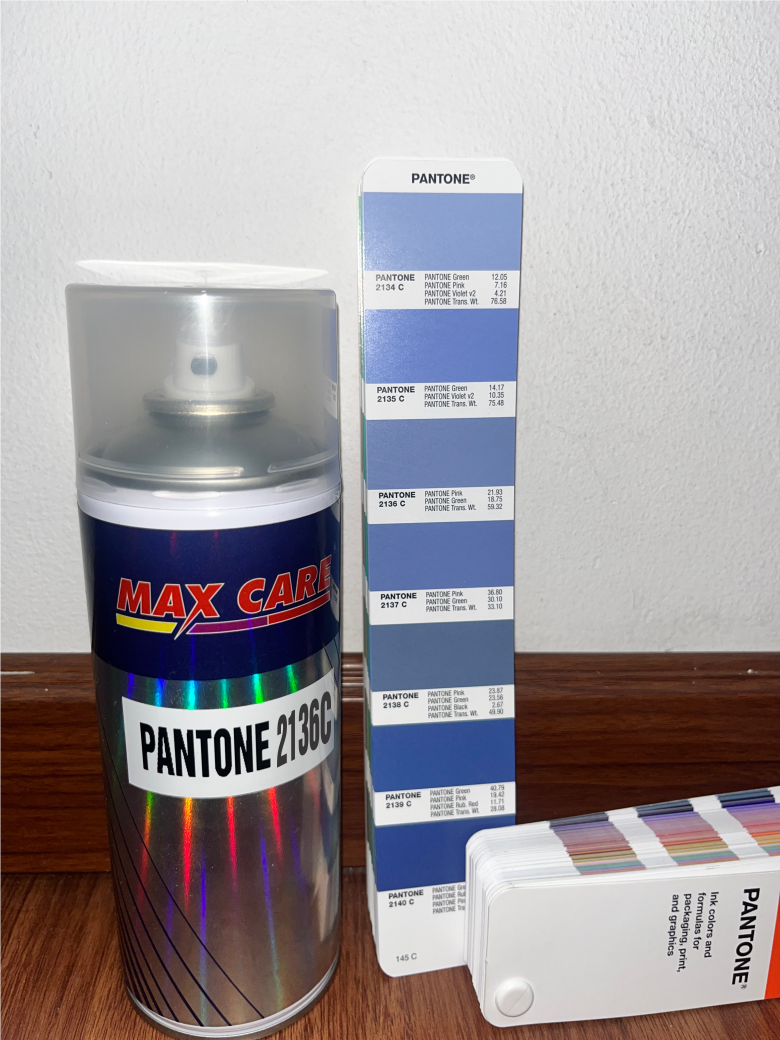 PANTONE®
PANTONE
2134 C
PANTONE Green 12.05
PANTONE Pink 7.16
PANTONE Violet v2 4.21
PANTONE Trans. Wt. 76.58
PANTONE
2135 C
PANTONE Green 14.17
PANTONE Violet v2 10.35
PANTONE Trans. Wt. 75.48
PANTONE
2136 C
PANTONE Pink 21.93
PANTONE Green 18.75
PANTONE Trans. Wt. 59.32
PANTONE
2137 C
PANTONE Pink 36.80
PANTONE Green 30.10
PANTONE Trans. Wt. 33.10
PANTONE
2138 C
PANTONE Pink 23.87
PANTONE Green 23.56
PANTONE Black 2.67
PANTONE Trans. Wt. 49.90
PANTONE
2139 C
PANTONE Green 40.79
PANTONE Pink 19.42
PANTONE Rub. Red 11.71
PANTONE Trans. Wt. 28.08
PANTONE
2140 C
PANTONE
PANTONE
PANTONE
PANTONE
145 C
MAX CARE
PANTONE 2136C
PANTONE®
Ink colors and
formulas for
packaging, print,
and graphics